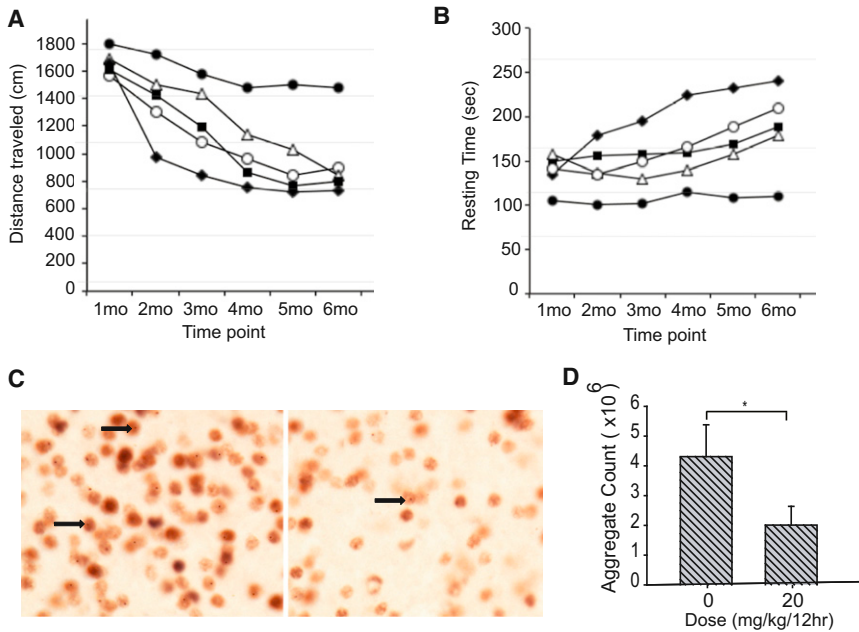 A
Distance traveled (cm)
1800
1600
1400
1200
1000
800
600
400
200
0
1mo 2mo 3mo 4mo 5mo 6mo
Time point
B
Resting Time (sec)
300
250
200
150
100
50
0
1mo 2mo 3mo 4mo 5mo 6mo
Time point
C
D
Aggregate Count ( x10 6 )
6
5
4
3
2
1
0
*
0 20
Dose (mg/kg/12hr)